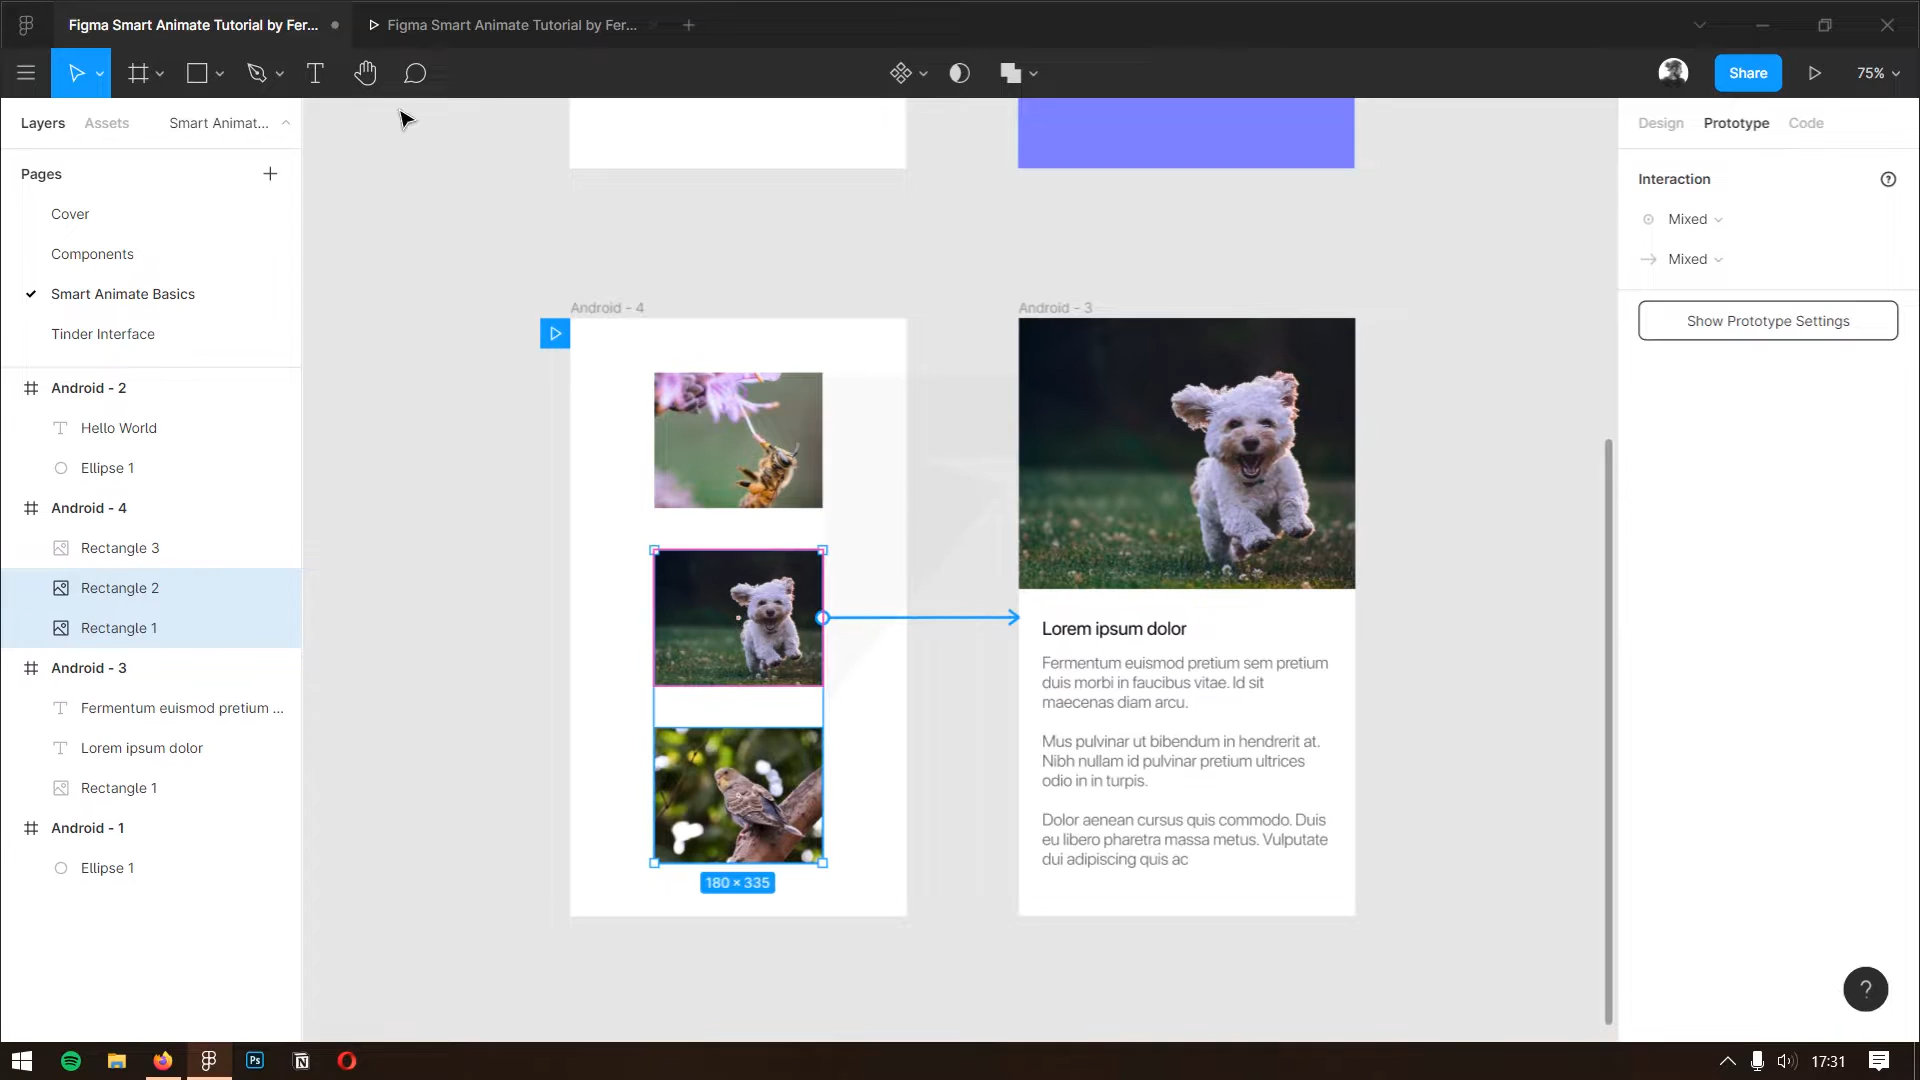 Figma Smart Animate Tutorial by Fer...
Figma Smart Animate Tutorial by Fer...
Share
75%
Layers
Assets
Smart Animat...
Design
Prototype
Code
Pages
Cover
Components
Smart Animate Basics
Tinder Interface
Android - 2
Hello World
Ellipse 1
Android - 4
Rectangle 3
Rectangle 2
Rectangle 1
Android - 3
Fermentum euismod pretium ...
Lorem ipsum dolor
Rectangle 1
Android - 1
Ellipse 1
Android - 4
180 × 335
Android - 3
Lorem ipsum dolor
Fermentum euismod pretium sem pretium
duis morbi in faucibus vitae. Id sit
maecenas diam arcu.
Mus pulvinar ut bibendum in hendrerit at.
Nibh nullam id pulvinar pretium ultrices
odio in in turpis.
Dolor aenean cursus quis commodo. Duis
eu libero pharetra massa metus. Vulputate
dui adipiscing quis ac
Interaction
?
Mixed
Mixed
Show Prototype Settings
?
Ps
N
17:31